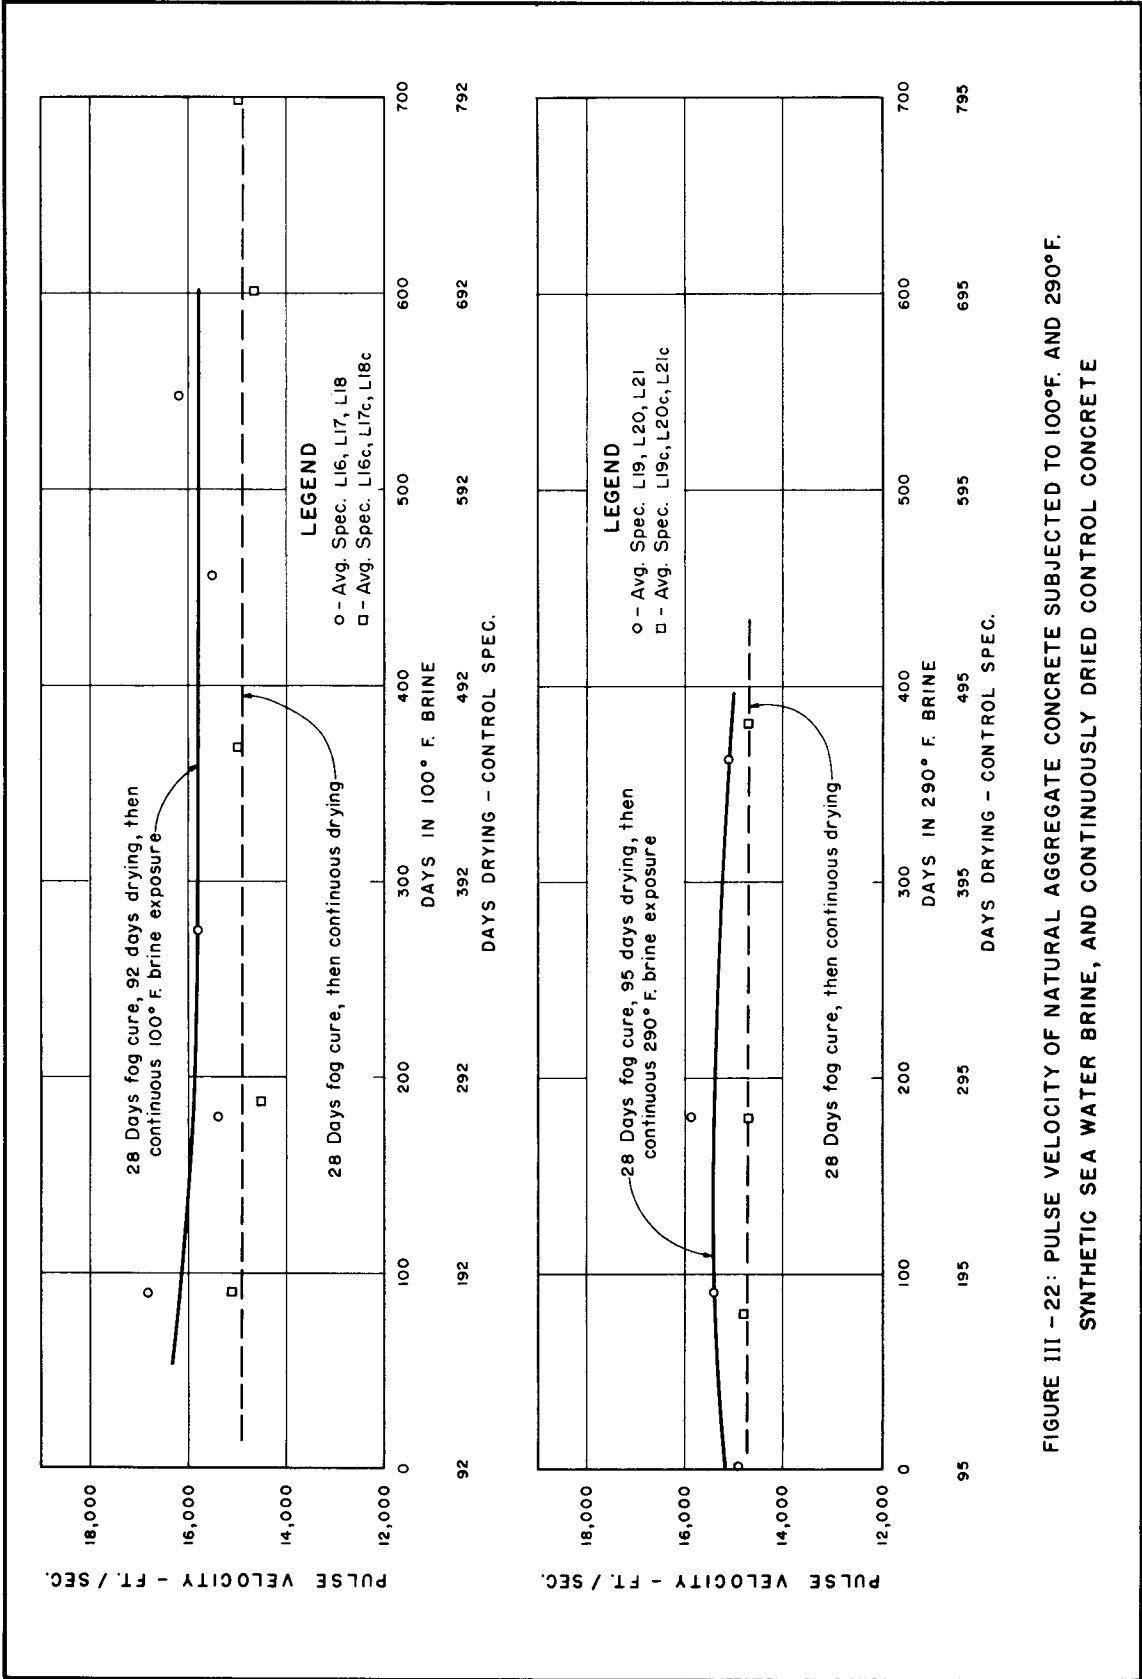 PULSE VELOCITY – FT. / SEC.
18,000
16,000
14,000
12,000
28 Days fog cure, 92 days drying, then
continuous 100° F. brine exposure
28 Days fog cure, then continuous drying
LEGEND
○ – Avg. Spec. L16, L17, L18
□ – Avg. Spec. L16c, L17c, L18c
0 100 200 300 400 500 600 700
DAYS IN 100° F. BRINE
92 192 292 392 492 592 692 792
DAYS DRYING – CONTROL SPEC.
PULSE VELOCITY – FT. / SEC.
18,000
16,000
14,000
12,000
28 Days fog cure, 95 days drying, then
continuous 290° F. brine exposure
28 Days fog cure, then continuous drying
LEGEND
○ – Avg. Spec. L19, L20, L21
□ – Avg. Spec. L19c, L20c, L21c
0 100 200 300 400 500 600 700
DAYS IN 290° F. BRINE
95 195 295 395 495 595 695 795
DAYS DRYING – CONTROL SPEC.
FIGURE III – 22: PULSE VELOCITY OF NATURAL AGGREGATE CONCRETE SUBJECTED TO 100°F. AND 290°F.
SYNTHETIC SEA WATER BRINE, AND CONTINUOUSLY DRIED CONTROL CONCRETE